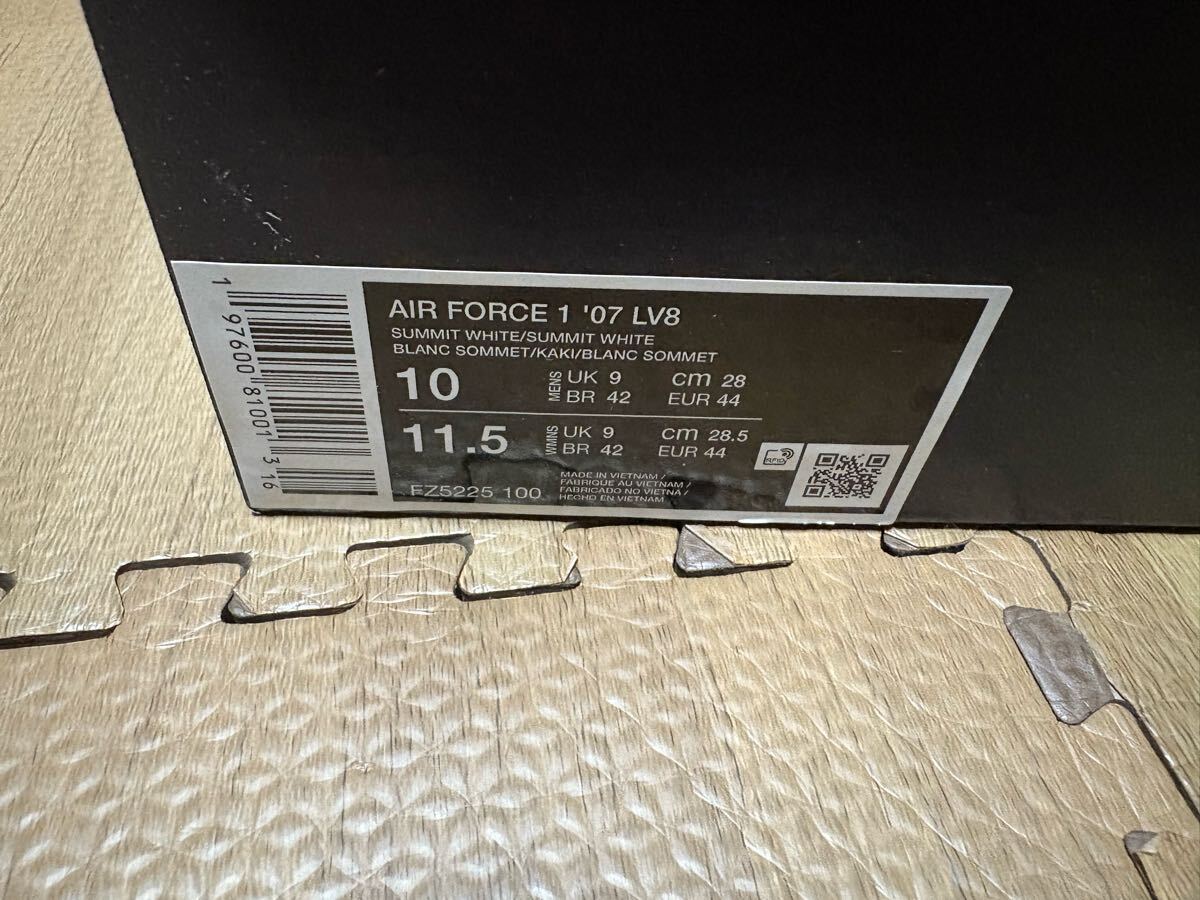 AIR FORCE 1 '07 LV8
SUMMIT WHITE/SUMMIT WHITE
BLANC SOMMET/KAKI/BLANC SOMMET
10 MENS UK 9 cm 28
BR 42 EUR 44
11.5 WMNS UK 9 cm 28.5
BR 42 EUR 44
RFID
FZ5225 100
MADE IN VIETNAM /
FABRIQUE AU VIETNAM /
FABRICADO NO VIETNÃ /
HECHO EN VIETNAM
1 97600 81001 3 16